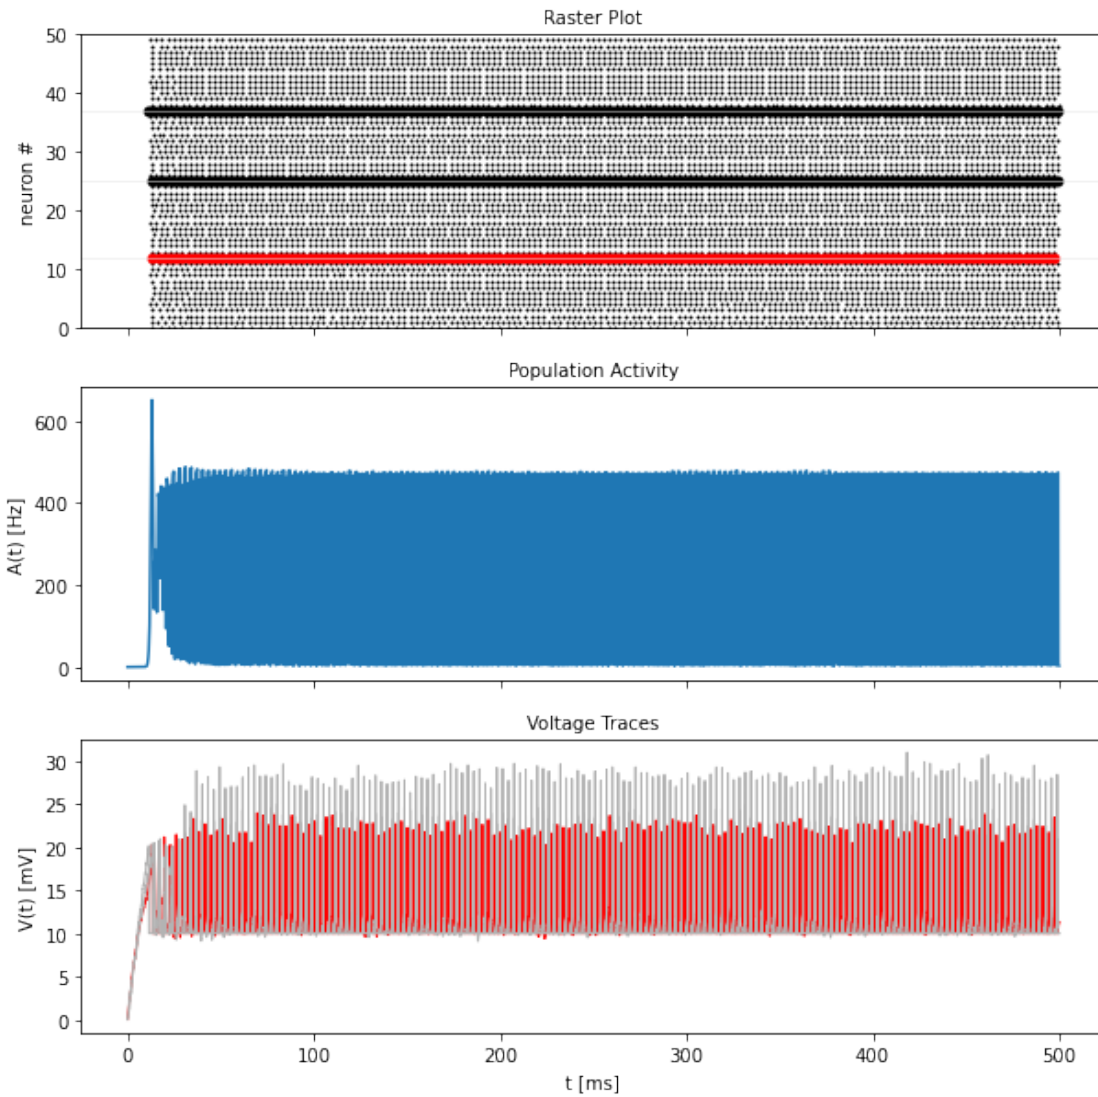 Raster Plot
50
40
30
20
10
0
neuron #
Population Activity
600
400
200
0
A(t) [Hz]
Voltage Traces
30
25
20
15
10
5
0
V(t) [mV]
0 100 200 300 400 500
t [ms]